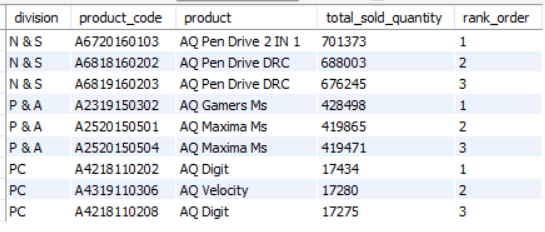 division product_code product total_sold_quantity rank_order
N & S A6720160103 AQ Pen Drive 2 IN 1 701373 1
N & S A6818160202 AQ Pen Drive DRC 688003 2
N & S A6819160203 AQ Pen Drive DRC 676245 3
P & A A2319150302 AQ Gamers Ms 428498 1
P & A A2520150501 AQ Maxima Ms 419865 2
P & A A2520150504 AQ Maxima Ms 419471 3
PC A4218110202 AQ Digit 17434 1
PC A4319110306 AQ Velocity 17280 2
PC A4218110208 AQ Digit 17275 3